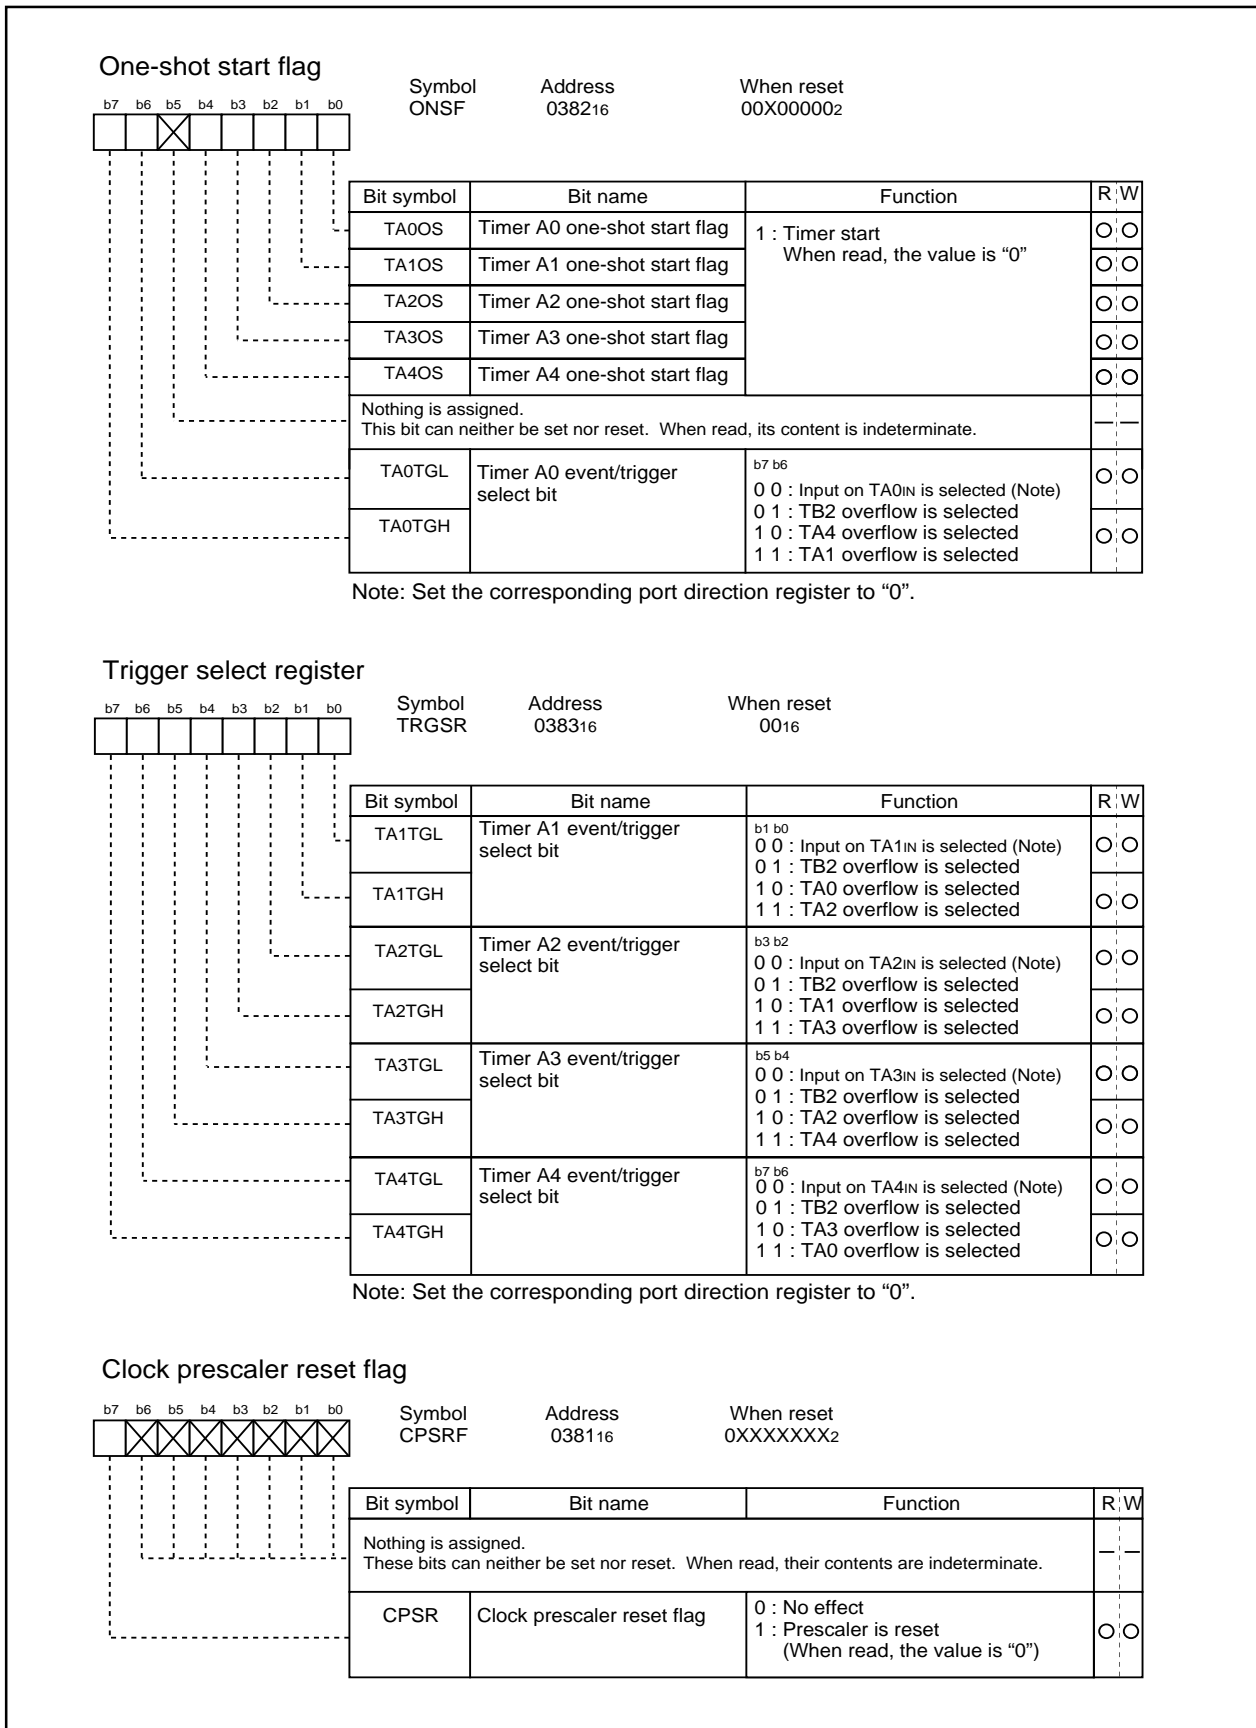 One-shot start flag
Symbol Address When reset
ONSF 038216 00X000002
b7 b6 b5 b4 b3 b2 b1 b0
Bit symbol Bit name Function R W
TA0OS Timer A0 one-shot start flag 1 : Timer start
When read, the value is “0”
TA1OS Timer A1 one-shot start flag
TA2OS Timer A2 one-shot start flag
TA3OS Timer A3 one-shot start flag
TA4OS Timer A4 one-shot start flag
Nothing is assigned.
This bit can neither be set nor reset. When read, its content is indeterminate.
TA0TGL Timer A0 event/trigger
select bit
TA0TGH
b7 b6
0 0 : Input on TA0IN is selected (Note)
0 1 : TB2 overflow is selected
1 0 : TA4 overflow is selected
1 1 : TA1 overflow is selected
Note: Set the corresponding port direction register to “0”.
Trigger select register
Symbol Address When reset
TRGSR 038316 0016
b7 b6 b5 b4 b3 b2 b1 b0
Bit symbol Bit name Function R W
TA1TGL Timer A1 event/trigger
select bit
TA1TGH
b1 b0
0 0 : Input on TA1IN is selected (Note)
0 1 : TB2 overflow is selected
1 0 : TA0 overflow is selected
1 1 : TA2 overflow is selected
TA2TGL Timer A2 event/trigger
select bit
TA2TGH
b3 b2
0 0 : Input on TA2IN is selected (Note)
0 1 : TB2 overflow is selected
1 0 : TA1 overflow is selected
1 1 : TA3 overflow is selected
TA3TGL Timer A3 event/trigger
select bit
TA3TGH
b5 b4
0 0 : Input on TA3IN is selected (Note)
0 1 : TB2 overflow is selected
1 0 : TA2 overflow is selected
1 1 : TA4 overflow is selected
TA4TGL Timer A4 event/trigger
select bit
TA4TGH
b7 b6
0 0 : Input on TA4IN is selected (Note)
0 1 : TB2 overflow is selected
1 0 : TA3 overflow is selected
1 1 : TA0 overflow is selected
Note: Set the corresponding port direction register to “0”.
Clock prescaler reset flag
Symbol Address When reset
CPSRF 038116 0XXXXXXX2
b7 b6 b5 b4 b3 b2 b1 b0
Bit symbol Bit name Function R W
Nothing is assigned.
These bits can neither be set nor reset. When read, their contents are indeterminate.
CPSR Clock prescaler reset flag
0 : No effect
1 : Prescaler is reset
(When read, the value is “0”)